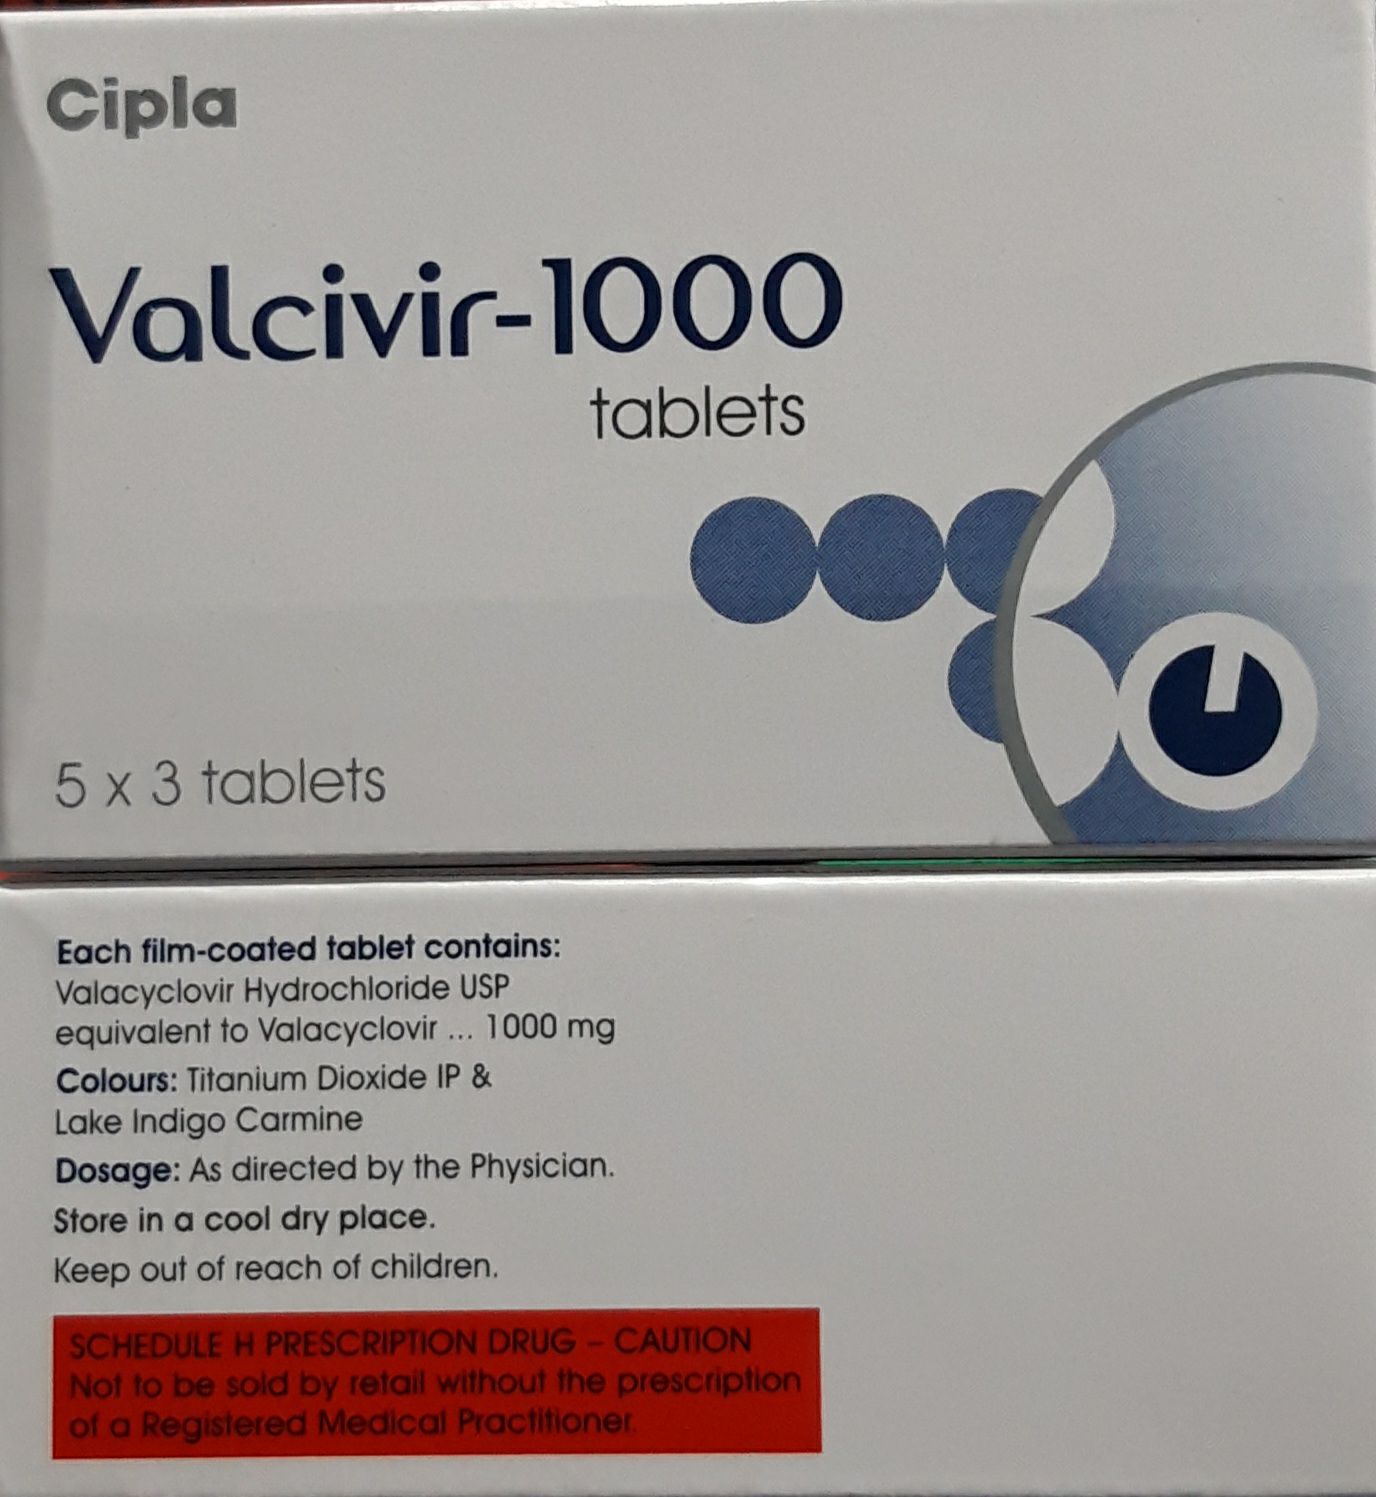 Cipla
Valcivir-1000
tablets
5 x 3 tablets
Each film-coated tablet contains:
Valacyclovir Hydrochloride USP
equivalent to Valacyclovir ... 1000 mg
Colours: Titanium Dioxide IP &
Lake Indigo Carmine
Dosage: As directed by the Physician.
Store in a cool dry place.
Keep out of reach of children.
SCHEDULE H PRESCRIPTION DRUG – CAUTION
Not to be sold by retail without the prescription
of a Registered Medical Practitioner.